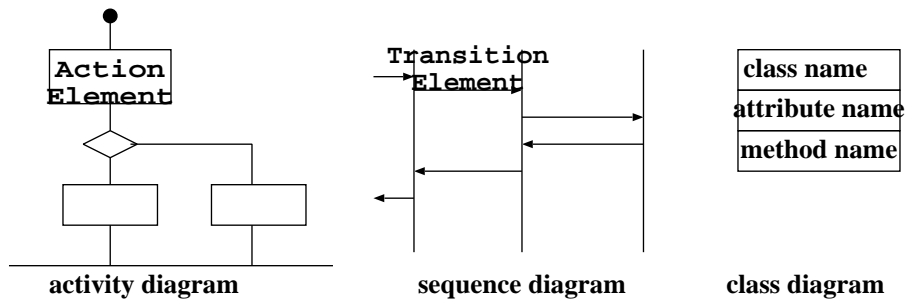 Action
Element
Transition
Element
class name
attribute name
method name
activity diagram
sequence diagram
class diagram